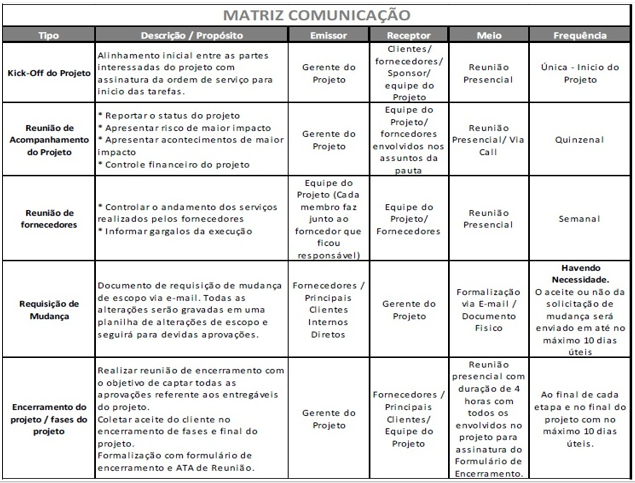 MATRIZ COMUNICAÇÃO
Tipo
Descrição / Propósito
Emissor
Receptor
Meio
Frequência
Kick-Off do Projeto
Alinhamento inicial entre as partes
interessadas do projeto com
assinatura da ordem de serviço para
inicio das tarefas.
Gerente do
Projeto
Clientes/
fornecedores/
Sponsor/
equipe do
Projeto
Reunião
Presencial
Única - Inicio do
Projeto
Reunião de
Acompanhamento
do Projeto
* Reportar o status do projeto
* Apresentar risco de maior impacto
* Apresentar acontecimentos de maior
impacto
* Controle financeiro do projeto
Gerente do
Projeto
Equipe do
Projeto/
forncedores
envolvidos nos
assuntos da
pauta
Reunião
Presencial/ Via
Call
Quinzenal
Reunião de
fornecedores
* Controlar o andamento dos serviços
realizados pelos fornecedores
* Informar gargalos da execução
Equipe do
Projeto (Cada
membro faz
junto ao
forncedor que
ficou
responsável)
Equipe do
Projeto/
Fornecedores
Reunião
Presencial
Semanal
Requisição de
Mudança
Documento de requisição de mudança
de escopo via e-mail. Todas as
alterações serão gravadas em uma
planilha de alterações de escopo e
seguirá para devidas aprovações.
Fornecedores /
Principais
Clientes
Internos
Diretos
Gerente do
Projeto
Formalização
via E-mail /
Documento
Fisico
Havendo
Necessidade.
O aceite ou não da
solicitação de
mudança será
enviado em até no
máximo 10 dias
úteis
Encerramento do
projeto / fases do
projeto
Realizar reunião de encerramento com
o objetivo de captar todas as
aprovações referente aos entregáveis
do projeto.
Coletar aceite do cliente no
encerramento de fases e final do
projeto.
Formalização com formulário de
encerramento e ATA de Reunião.
Gerente do
Projeto
Fornecedores /
Principais
Clientes/
Equipe do
Projeto
Reunião
presencial com
duração de 4
horas com
todos os
envolvidos no
projeto para
assinatura do
Formulário de
Encerramento.
Ao final de cada
etapa e no final do
projeto com no
máximo 10 dias
úteis.